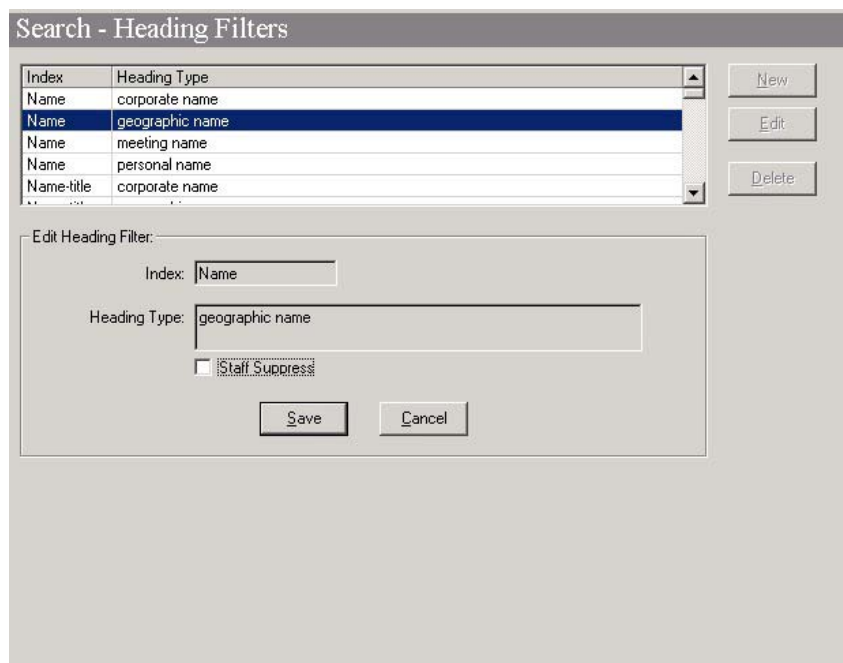 Search - Heading Filters
Index Heading Type
Name corporate name
Name geographic name
Name meeting name
Name personal name
Name-title corporate name
New
Edit
Delete
Edit Heading Filter:
Index: Name
Heading Type: geographic name
Staff Suppress
Save Cancel